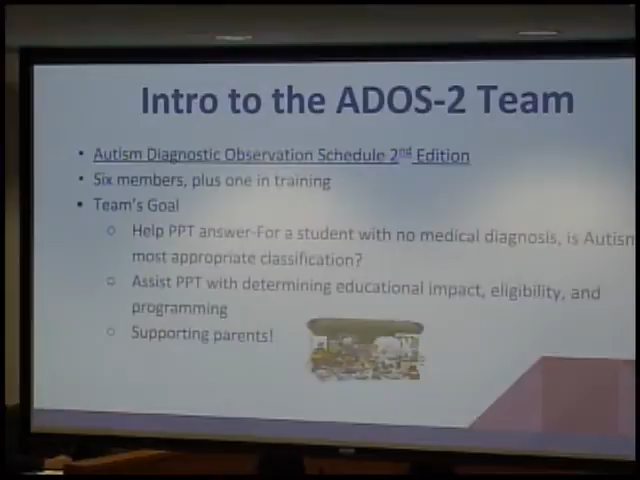 Intro to the ADOS-2 Team
• Autism Diagnostic Observation Schedule 2nd Edition
• Six members, plus one in training
• Team's Goal
○ Help PPT answer-For a student with no medical diagnosis, is Autism
most appropriate classification?
○ Assist PPT with determining educational impact, eligibility, and
programming
○ Supporting parents!